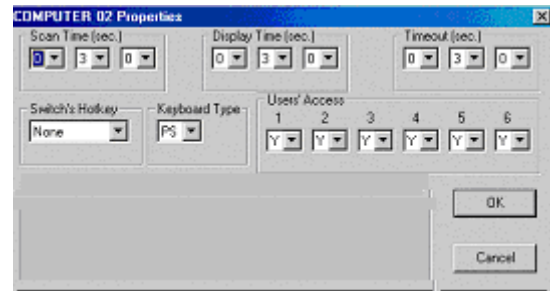 COMPUTER 02 Properties
Scan Time (sec.) Display Time (sec.) Timeout (sec.)
0 3 0 0 3 0 0 3 0
Switch's Hotkey Keyboard Type Users' Access
1 2 3 4 5 6
None PS Y Y Y Y Y Y
OK
Cancel